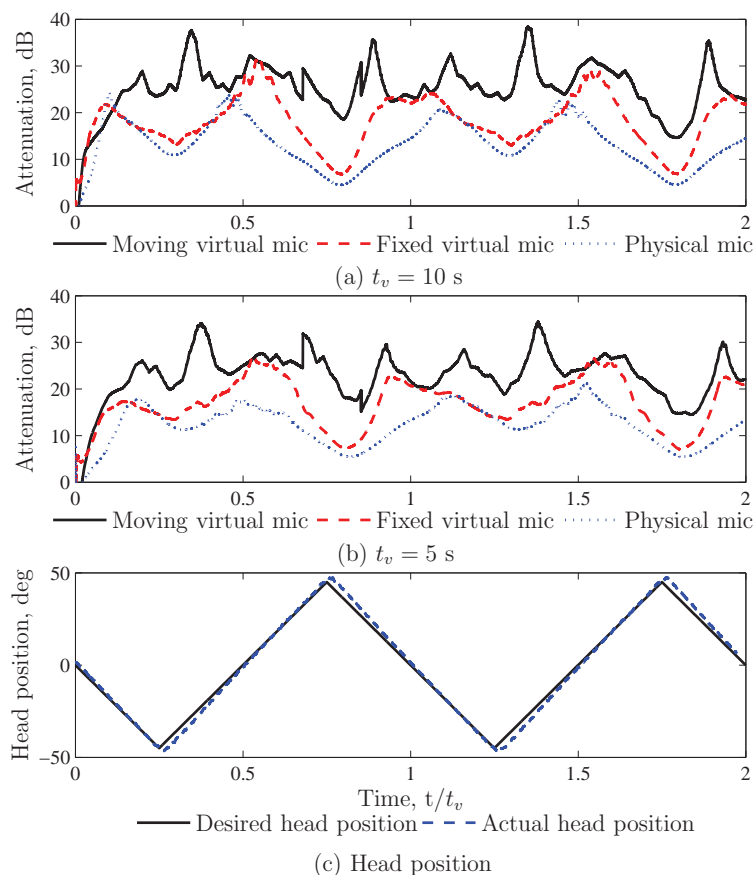 40
30
20
10
0
Attenuation, dB
0 0.5 1 1.5 2
Moving virtual mic Fixed virtual mic Physical mic
(a) t_v = 10 s
40
30
20
10
0
Attenuation, dB
0 0.5 1 1.5 2
Moving virtual mic Fixed virtual mic Physical mic
(b) t_v = 5 s
50
0
−50
Head position, deg
0 0.5 1 1.5 2
Time, t/t_v
Desired head position Actual head position
(c) Head position